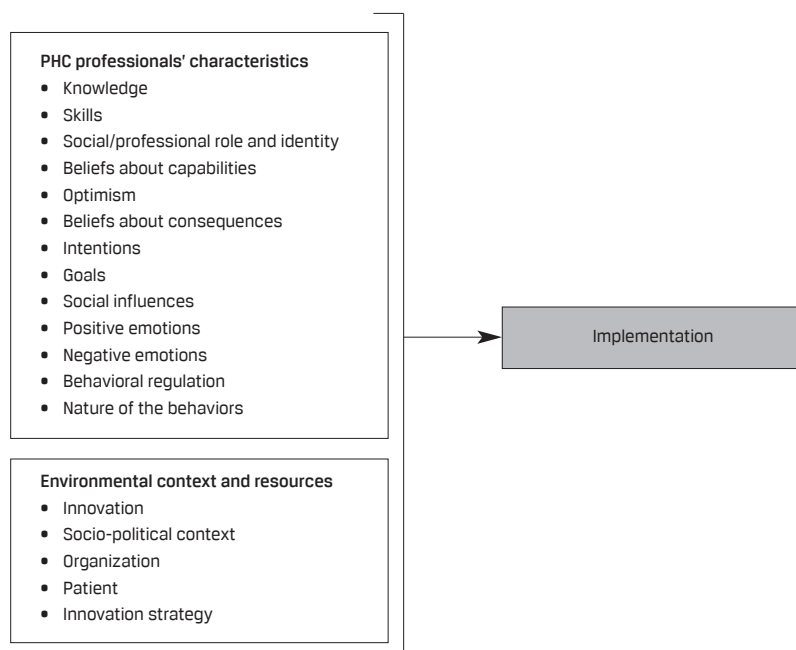 PHC professionals' characteristics
• Knowledge
• Skills
• Social/professional role and identity
• Beliefs about capabilities
• Optimism
• Beliefs about consequences
• Intentions
• Goals
• Social influences
• Positive emotions
• Negative emotions
• Behavioral regulation
• Nature of the behaviors
Implementation
Environmental context and resources
• Innovation
• Socio-political context
• Organization
• Patient
• Innovation strategy